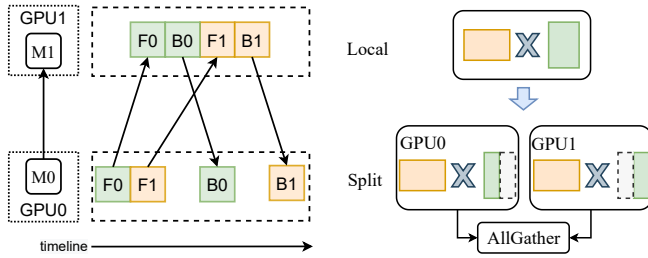 GPU1
M1
F0 B0 F1 B1
M0
GPU0
F0 F1 B0 B1
timeline
Local
X
Split
GPU0
X
GPU1
X
AllGather